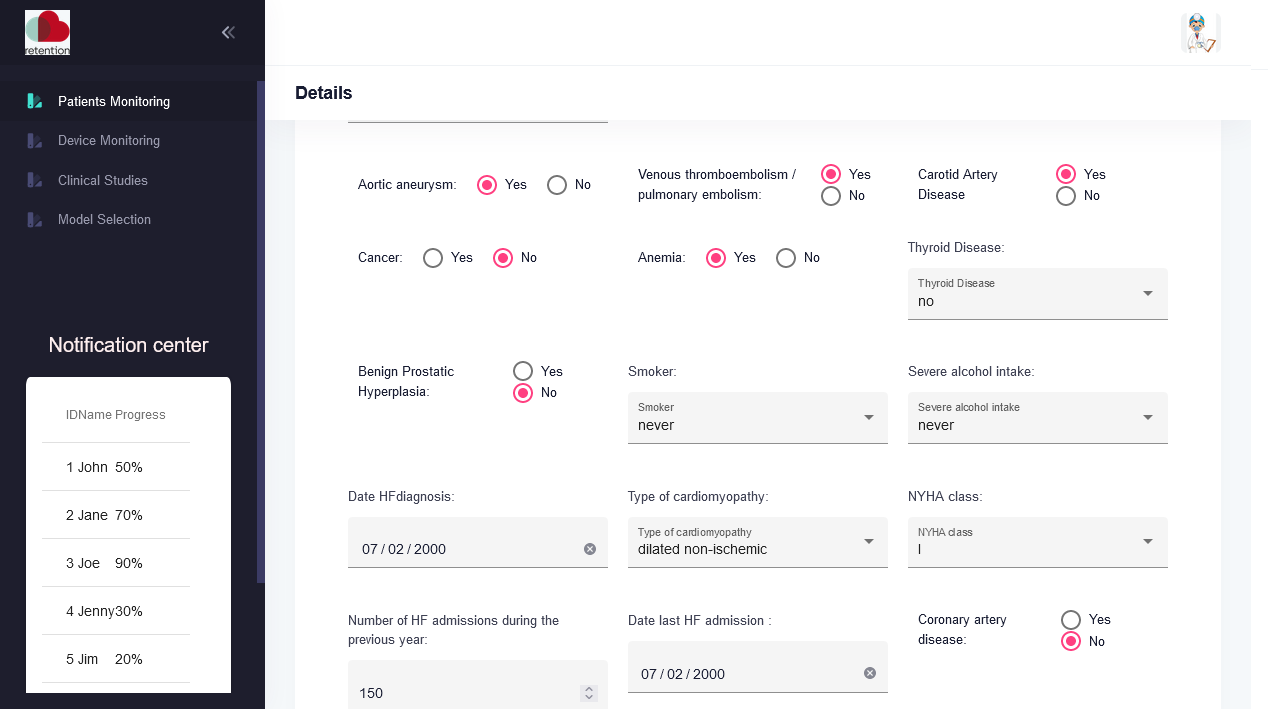 retention
Patients Monitoring
Device Monitoring
Clinical Studies
Model Selection
Notification center
IDName Progress
1 John 50%
2 Jane 70%
3 Joe 90%
4 Jenny30%
5 Jim 20%
Details
Aortic aneurysm: Yes No
Venous thromboembolism /
pulmonary embolism:
Yes
No
Carotid Artery
Disease
Yes
No
Cancer: Yes No
Anemia: Yes No
Thyroid Disease:
Thyroid Disease
no
Benign Prostatic
Hyperplasia:
Yes
No
Smoker:
Smoker
never
Severe alcohol intake:
Severe alcohol intake
never
Date HFdiagnosis:
07 / 02 / 2000
Type of cardiomyopathy:
Type of cardiomyopathy
dilated non-ischemic
NYHA class:
NYHA class
I
Number of HF admissions during the
previous year:
150
Date last HF admission :
07 / 02 / 2000
Coronary artery
disease:
Yes
No